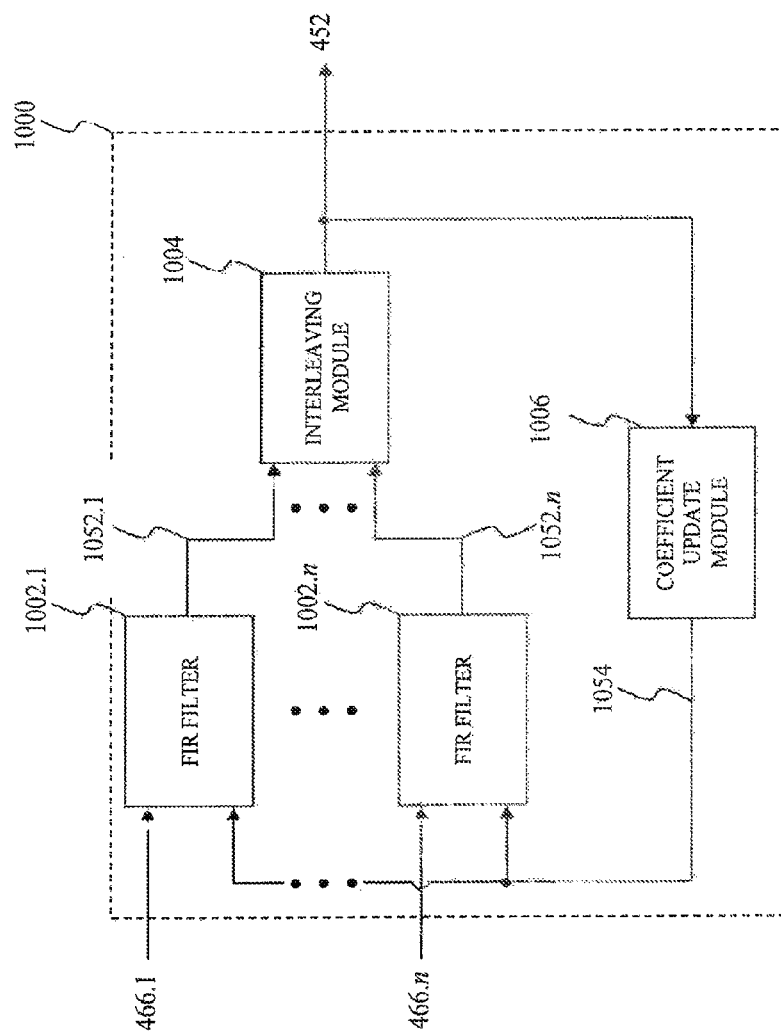 1000
452
1004
INTERLEAVING
MODULE
1052.1
1052.n
1002.1
FIR FILTER
1002.n
FIR FILTER
1006
COEFFICIENT
UPDATE
MODULE
1054
466.1
466.n